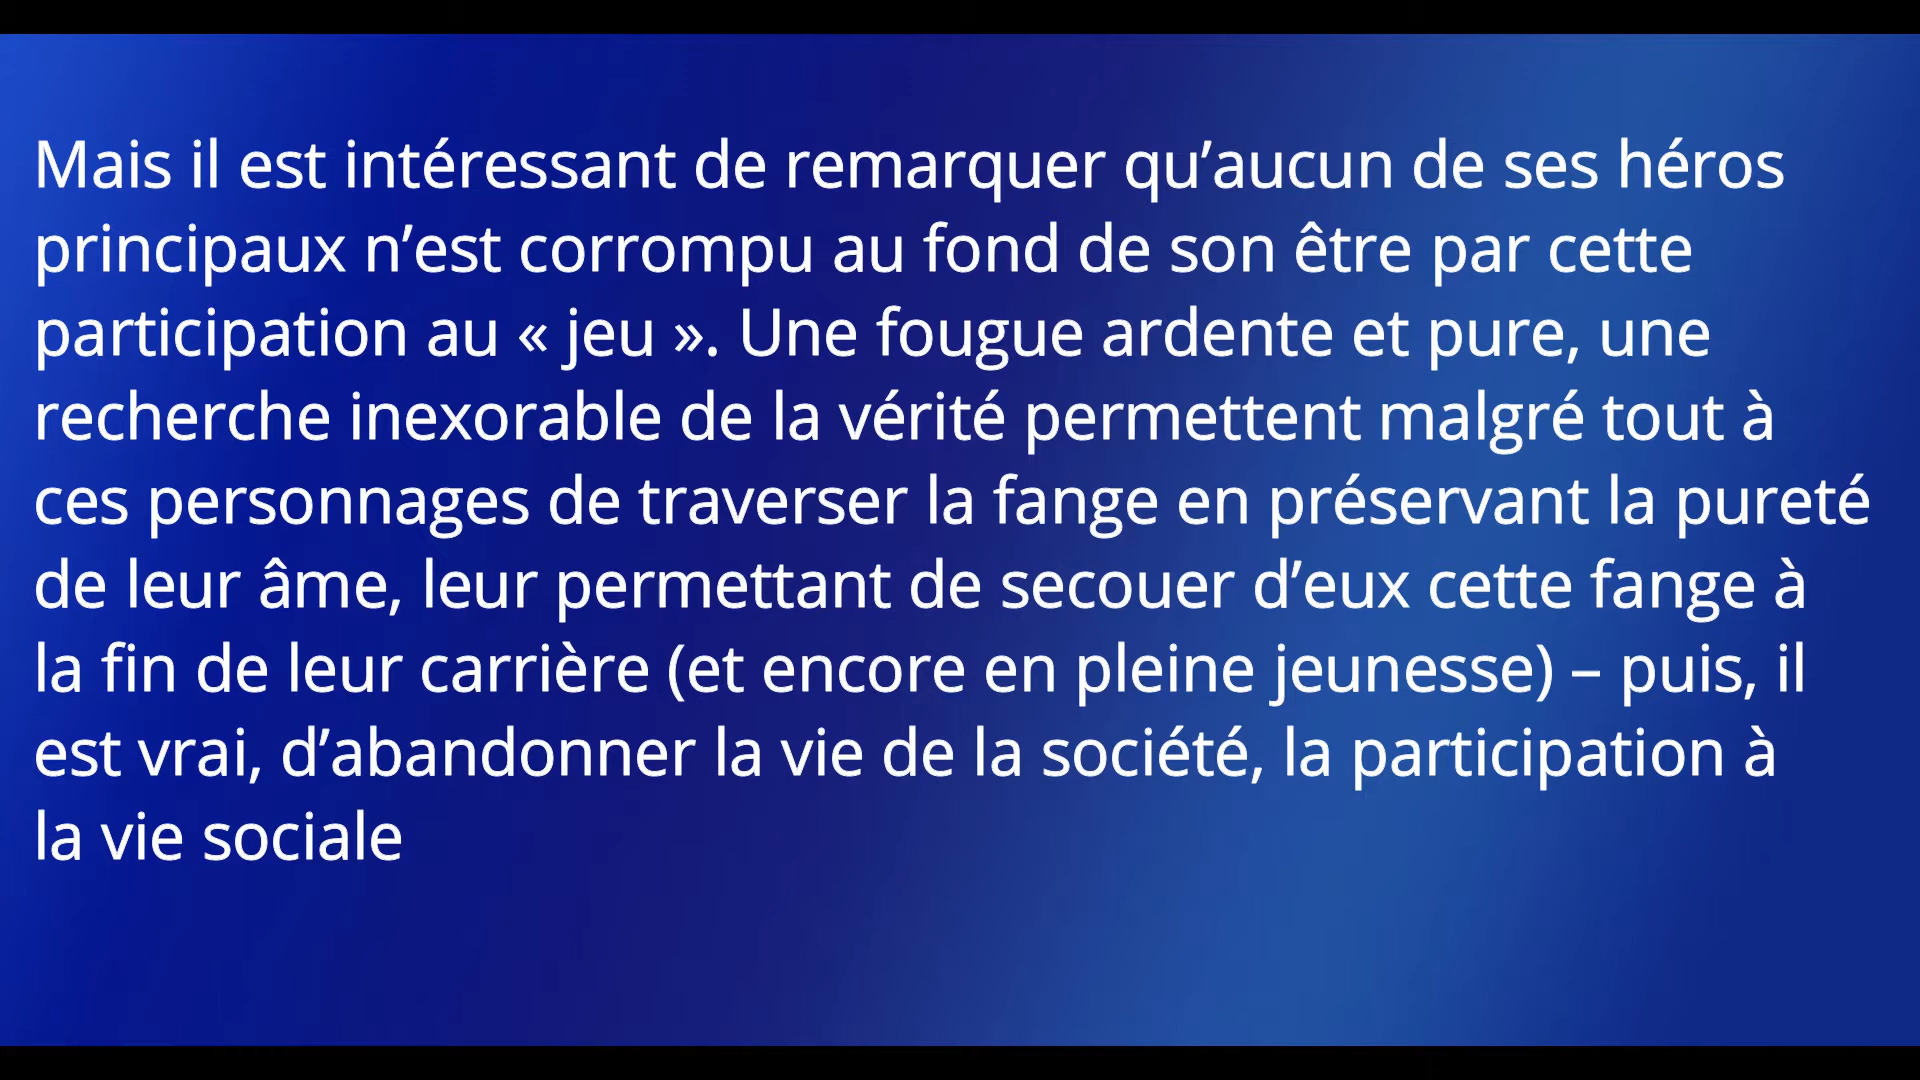 Mais il est intéressant de remarquer qu’aucun de ses héros
principaux n’est corrompu au fond de son être par cette
participation au « jeu ». Une fougue ardente et pure, une
recherche inexorable de la vérité permettent malgré tout à
ces personnages de traverser la fange en préservant la pureté
de leur âme, leur permettant de secouer d’eux cette fange à
la fin de leur carrière (et encore en pleine jeunesse) – puis, il
est vrai, d’abandonner la vie de la société, la participation à
la vie sociale